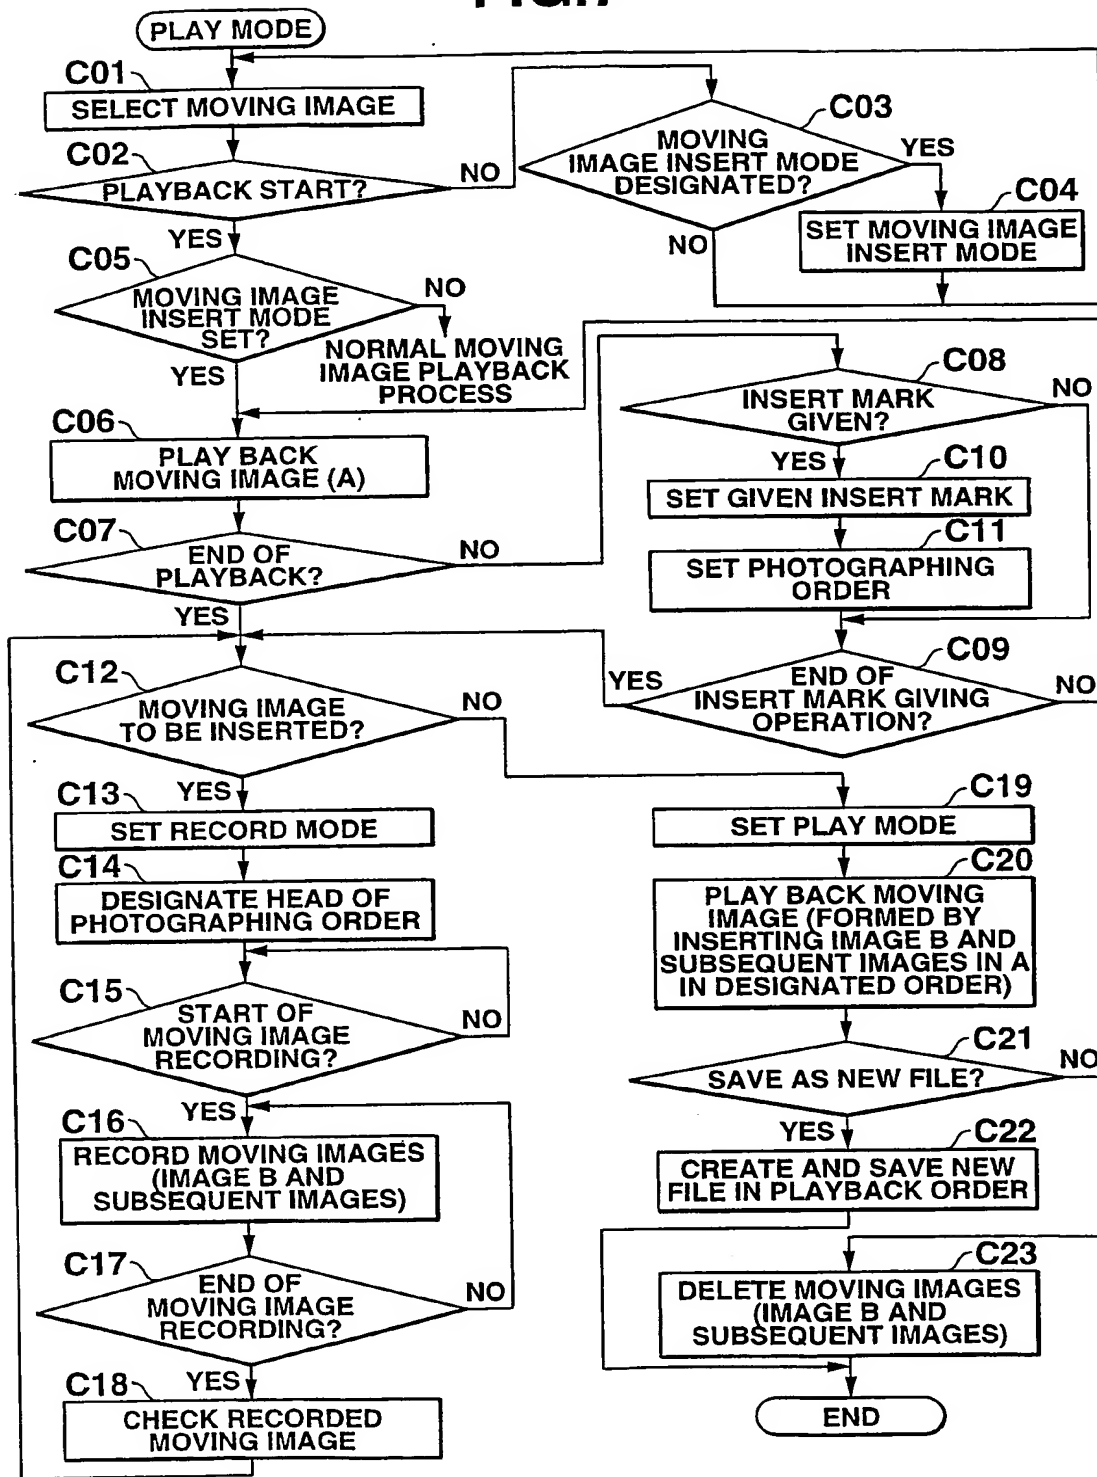 FIG.7
PLAY MODE
C01
SELECT MOVING IMAGE
C02
PLAYBACK START?
NO
YES
C03
MOVING
IMAGE INSERT MODE
DESIGNATED?
YES
NO
C04
SET MOVING IMAGE
INSERT MODE
C05
MOVING IMAGE
INSERT MODE
SET?
NO
YES
NORMAL MOVING
IMAGE PLAYBACK
PROCESS
C06
PLAY BACK
MOVING IMAGE (A)
C07
END OF
PLAYBACK?
NO
YES
C08
INSERT MARK
GIVEN?
NO
YES
C10
SET GIVEN INSERT MARK
C11
SET PHOTOGRAPHING
ORDER
C09
END OF
INSERT MARK GIVING
OPERATION?
YES
NO
C12
MOVING IMAGE
TO BE INSERTED?
NO
YES
C13
SET RECORD MODE
C14
DESIGNATE HEAD OF
PHOTOGRAPHING ORDER
C15
START OF
MOVING IMAGE
RECORDING?
NO
YES
C16
RECORD MOVING IMAGES
(IMAGE B AND
SUBSEQUENT IMAGES)
C17
END OF
MOVING IMAGE
RECORDING?
NO
YES
C18
CHECK RECORDED
MOVING IMAGE
C19
SET PLAY MODE
C20
PLAY BACK MOVING
IMAGE (FORMED BY
INSERTING IMAGE B AND
SUBSEQUENT IMAGES IN A
IN DESIGNATED ORDER)
C21
SAVE AS NEW FILE?
NO
YES
C22
CREATE AND SAVE NEW
FILE IN PLAYBACK ORDER
C23
DELETE MOVING IMAGES
(IMAGE B AND
SUBSEQUENT IMAGES)
END